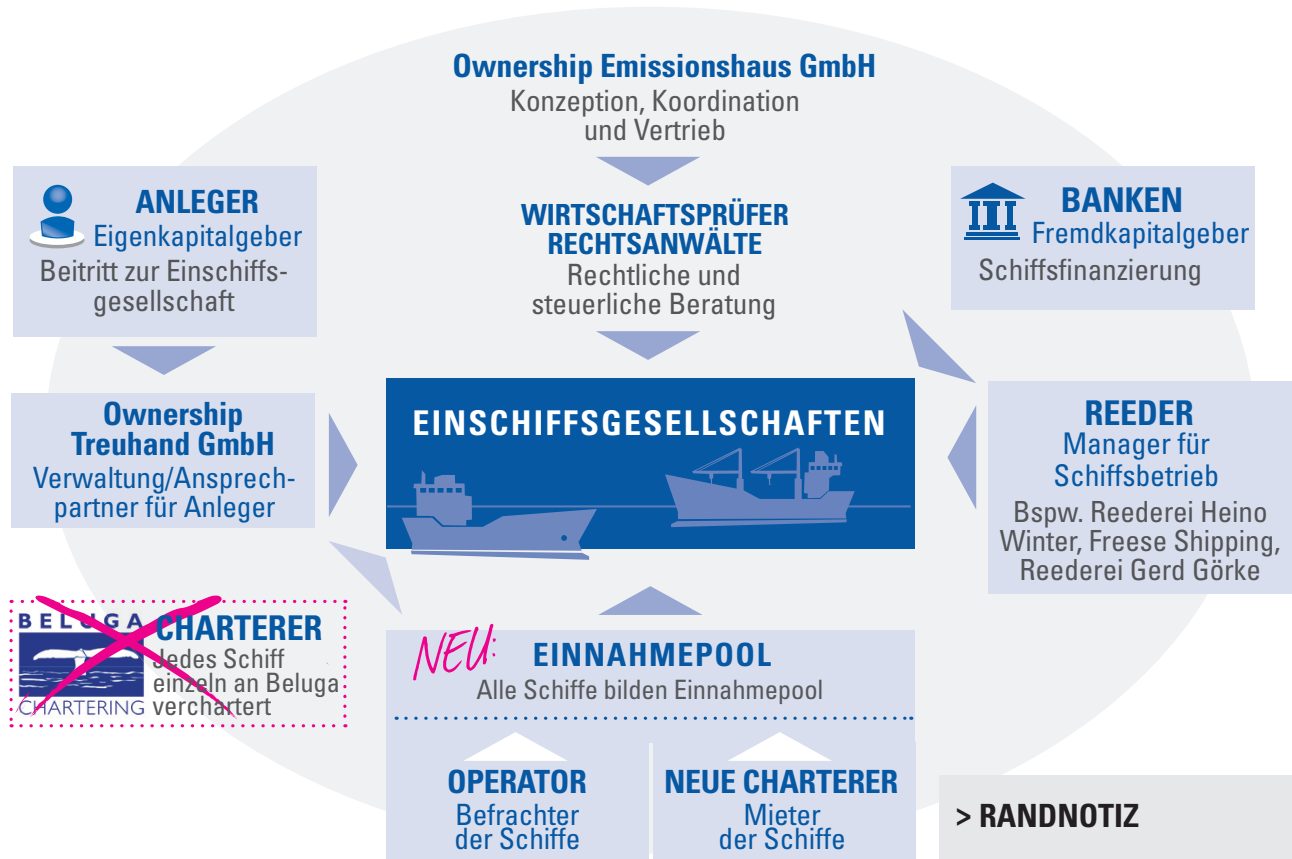 Ownership Emissionshaus GmbH
Konzeption, Koordination
und Vertrieb
ANLEGER
Eigenkapitalgeber
Beitritt zur Einschiffs-
gesellschaft
WIRTSCHAFTSPRÜFER
RECHTSANWÄLTE
Rechtliche und
steuerliche Beratung
BANKEN
Fremdkapitalgeber
Schiffsfinanzierung
Ownership
Treuhand GmbH
Verwaltung/Ansprech-
partner für Anleger
EINSCHIFFSGESELLSCHAFTEN
REEDER
Manager für
Schiffsbetrieb
Bspw. Reederei Heino
Winter, Freese Shipping,
Reederei Gerd Görke
BELUGA
CHARTERING
CHARTERER
Jedes Schiff
einzeln an Beluga
verchartert
NEU:
EINNAHMEPOOL
Alle Schiffe bilden Einnahmepool
OPERATOR
Befrachter
der Schiffe
NEUE CHARTERER
Mieter
der Schiffe
> RANDNOTIZ